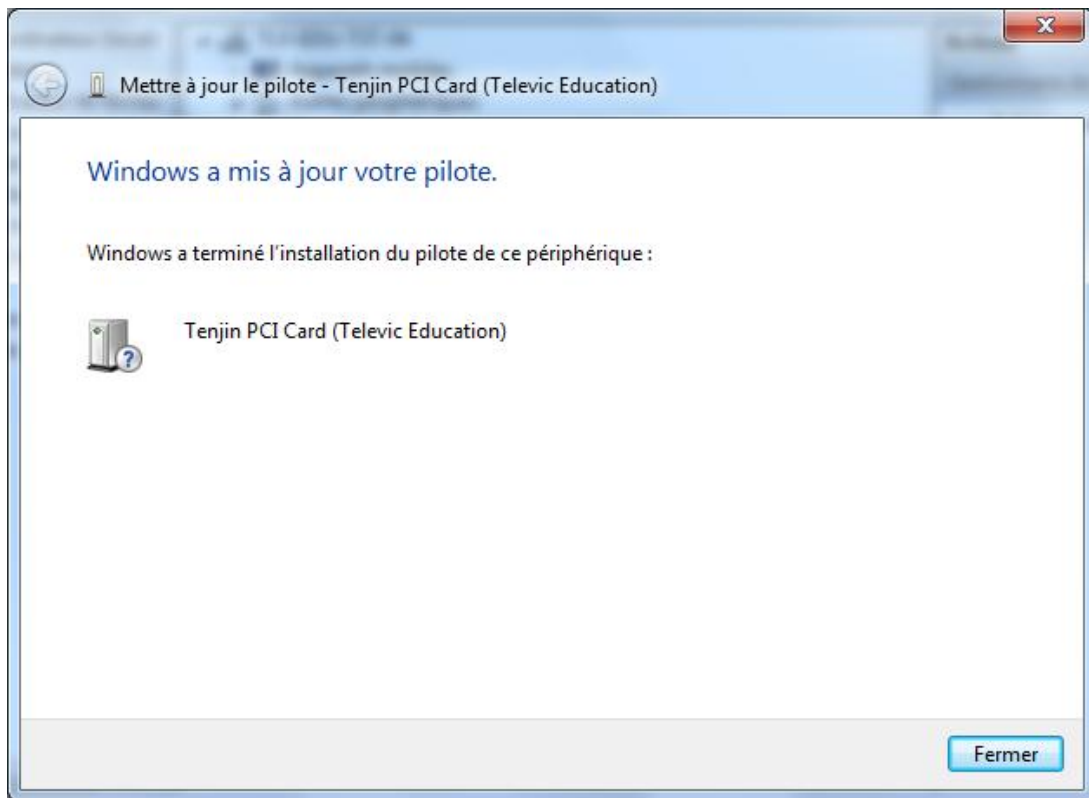 Mettre à jour le pilote - Tenjin PCI Card (Televic Education)
Windows a mis à jour votre pilote.
Windows a terminé l'installation du pilote de ce périphérique :
Tenjin PCI Card (Televic Education)
Fermer